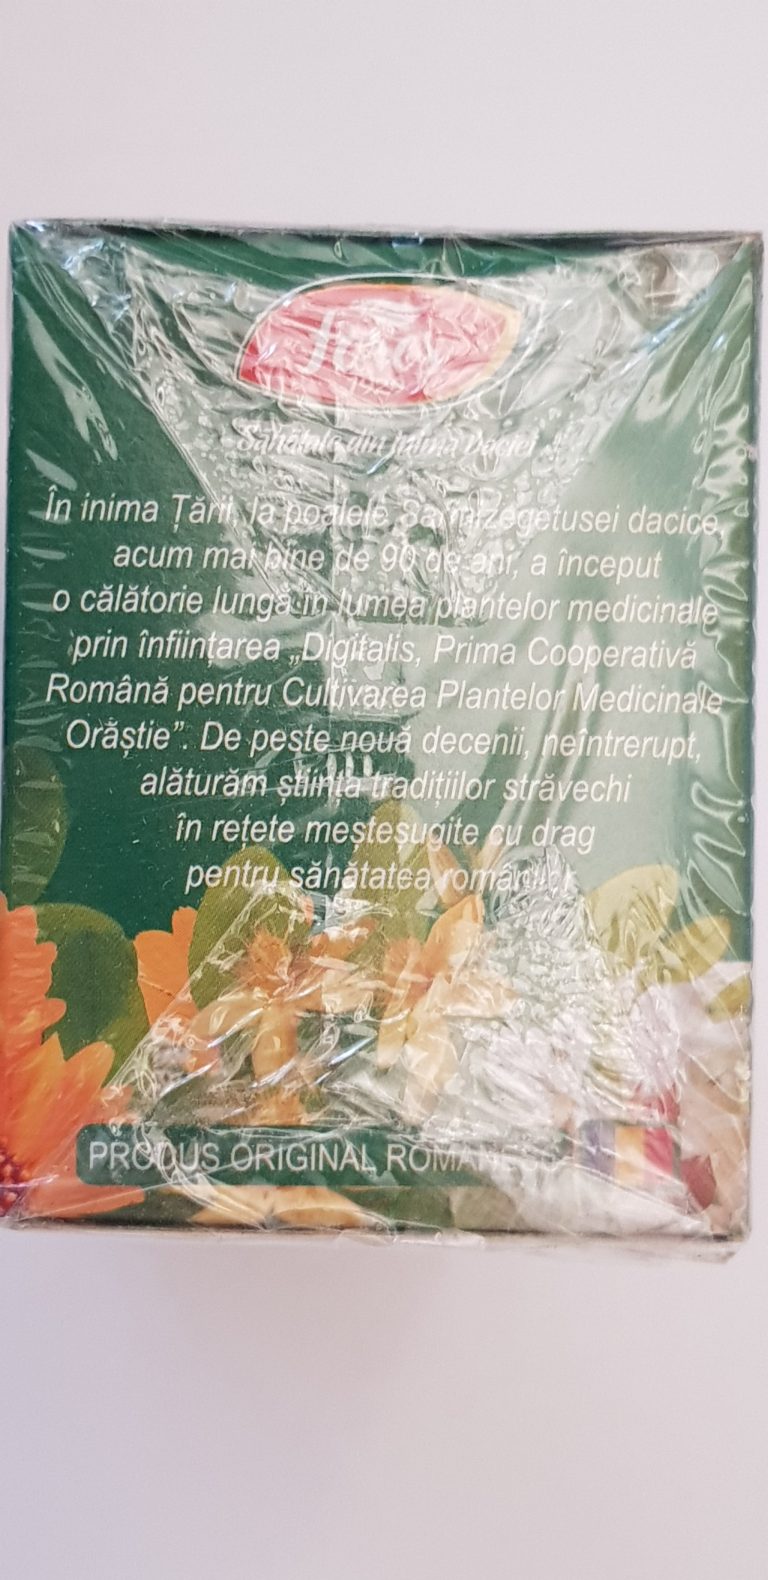 Fares
Sănătate din inima Daciei
În inima Țării, la poalele Sarmizegetusei dacice,
acum mai bine de 90 de ani, a început
o călătorie lungă în lumea plantelor medicinale
prin înființarea „Digitalis, Prima Cooperativă
Română pentru Cultivarea Plantelor Medicinale
Orăștie”. De peste nouă decenii, neîntrerupt,
alăturăm știința tradițiilor străvechi
în rețete meșteșugite cu drag
pentru sănătatea românilor.
PRODUS ORIGINAL ROMÂNESC